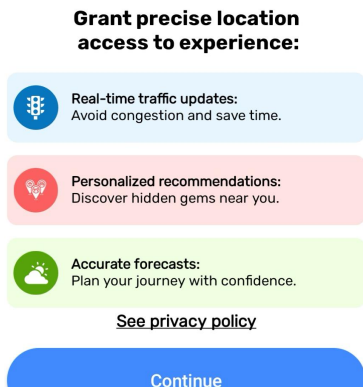 Grant precise location
access to experience:
Real-time traffic updates:
Avoid congestion and save time.
Personalized recommendations:
Discover hidden gems near you.
Accurate forecasts:
Plan your journey with confidence.
See privacy policy
Continue